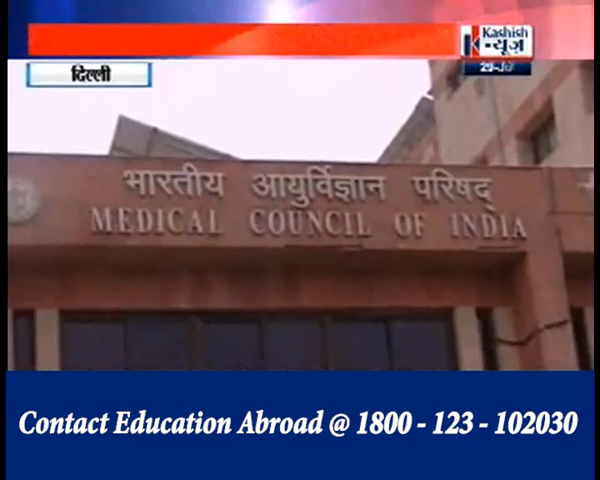 Kashish
न्यूज़
दिल्ली
भारतीय आयुर्विज्ञान परिषद्
MEDICAL COUNCIL OF INDIA
Contact Education Abroad @ 1800 - 123 - 102030